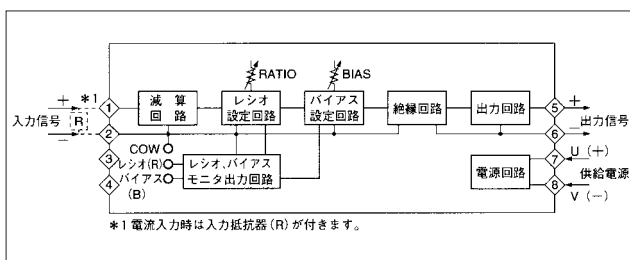 RATIO
BIAS
＋
*1
1
減 算
回 路
レ シ オ
設定回路
バイアス
設定回路
絶縁回路
出力回路
5
＋
入力信号
R
出力信号
－
2
6
－
COM
3
レシオ(R)
レシオ、バイアス
モニタ出力回路
7
U (＋)
電源回路
供給電源
4
バイアス
(B)
8
V (－)
*1 電流入力時は入力抵抗器(R)が付きます。